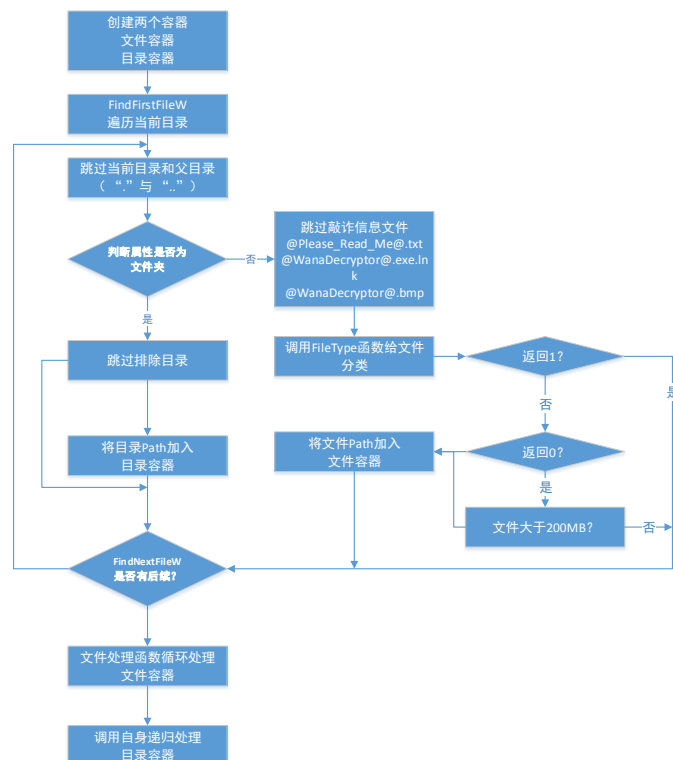 创建两个容器
文件容器
目录容器
FindFirstFileW
遍历当前目录
跳过当前目录和父目录
（ “.”与 “..”）
判断属性是否为
文件夹
否
跳过敲诈信息文件
@Please_Read_Me@.txt
@WanaDecryptor@.exe.ln
k
@WanaDecryptor@.bmp
是
跳过排除目录
调用FileType函数给文件
分类
返回1？
是
否
将目录Path加入
目录容器
将文件Path加入
文件容器
返回0？
是
文件大于200MB？
否
FindNextFileW
是否有后续？
文件处理函数循环处理
文件容器
调用自身递归处理
目录容器